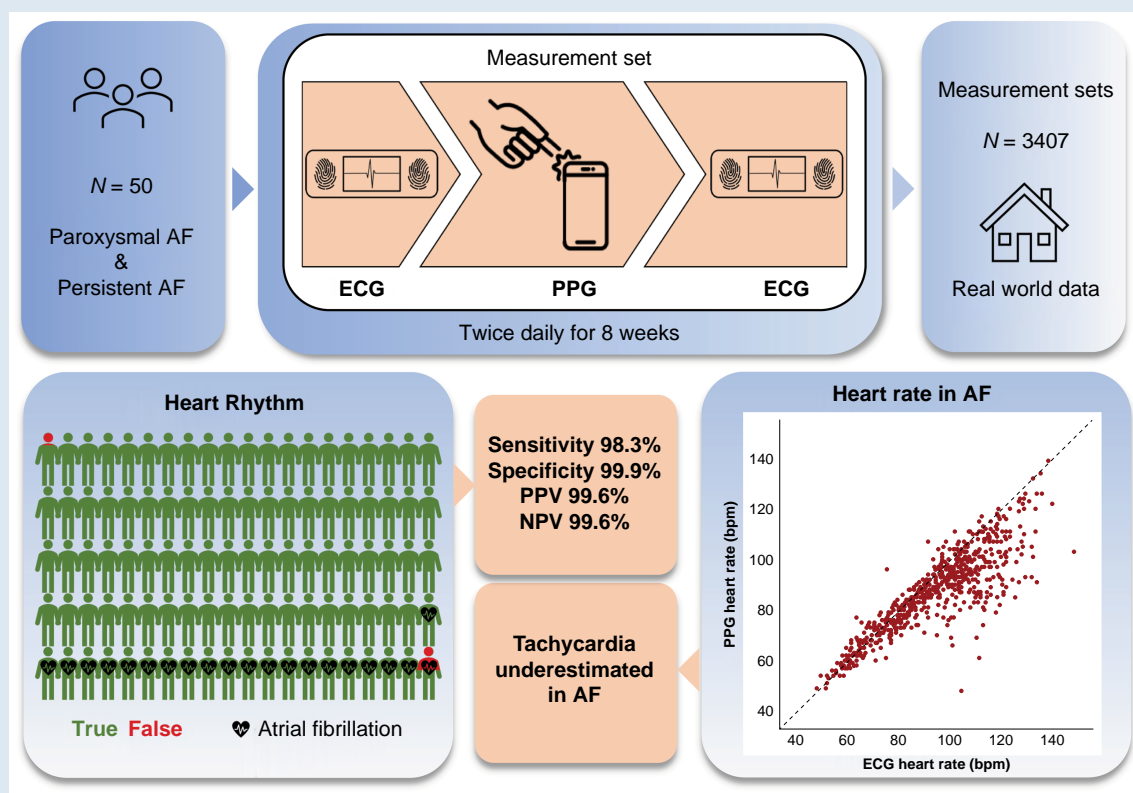 N = 50
Paroxysmal AF
&
Persistent AF
Measurement set
ECG
PPG
ECG
Twice daily for 8 weeks
Measurement sets
N = 3407
Real world data
Heart Rhythm
True False
Atrial fibrillation
Sensitivity 98.3%
Specificity 99.9%
PPV 99.6%
NPV 99.6%
Tachycardia
underestimated
in AF
Heart rate in AF
PPG heart rate (bpm)
140
120
100
80
60
40
40 60 80 100 120 140
ECG heart rate (bpm)